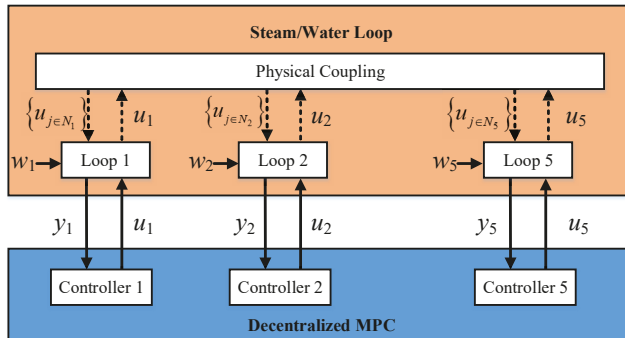 Steam/Water Loop
Physical Coupling
{u_{j∈N_1}} u_1 {u_{j∈N_2}} u_2 {u_{j∈N_5}} u_5
w_1 Loop 1 w_2 Loop 2 w_5 Loop 5
y_1 u_1 y_2 u_2 y_5 u_5
Controller 1 Controller 2 Controller 5
Decentralized MPC